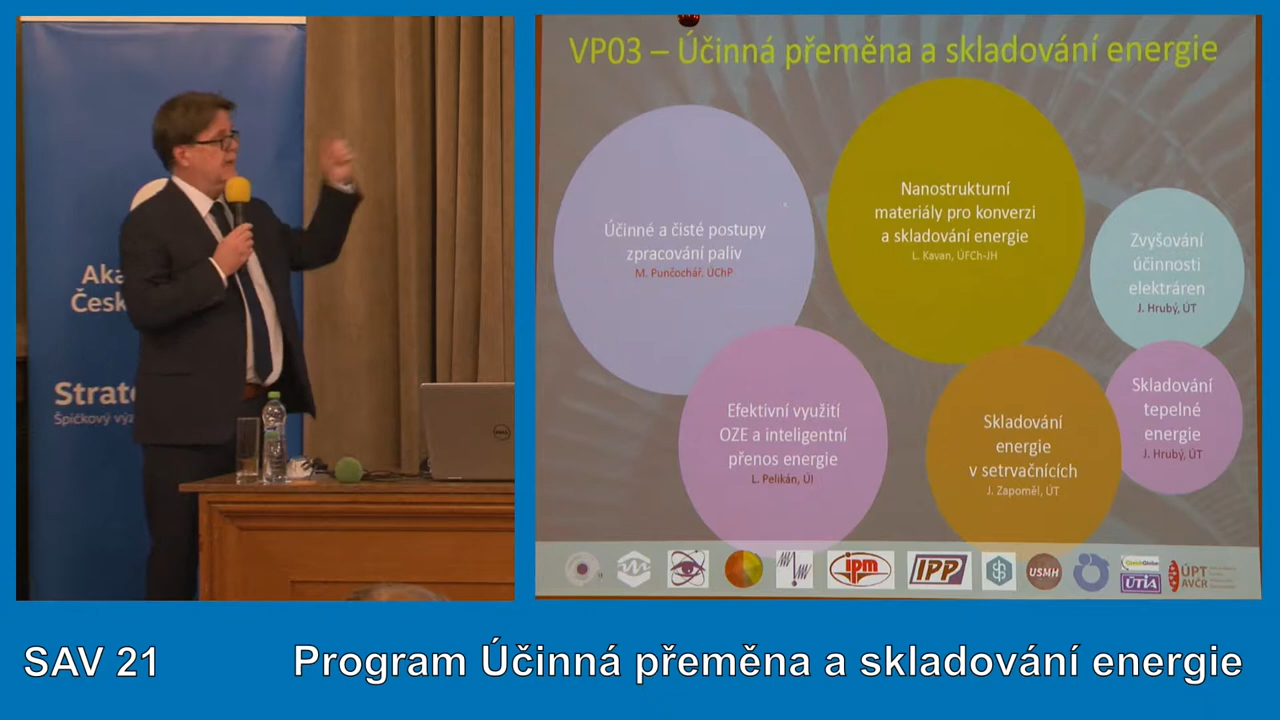 Aka
Česk
Strate
Špičkový výz
DELL
VP03 – Účinná přeměna a skladování energie
Účinné a čisté postupy
zpracování paliv
M. Punčochář, ÚChP
Nanostrukturní
materiály pro konverzi
a skladování energie
L. Kavan, ÚFCh-JH
Zvyšování
účinnosti
elektráren
J. Hrubý, ÚT
Efektivní využití
OZE a inteligentní
přenos energie
L. Pelikán, ÚI
Skladování
energie
v setrvačnících
J. Zapoměl, ÚT
Skladování
tepelné
energie
J. Hrubý, ÚT
ipm
IPP
USMH
CzechGlobe
ÚTIA
ÚPT
AVČR
SAV 21
Program Účinná přeměna a skladování energie